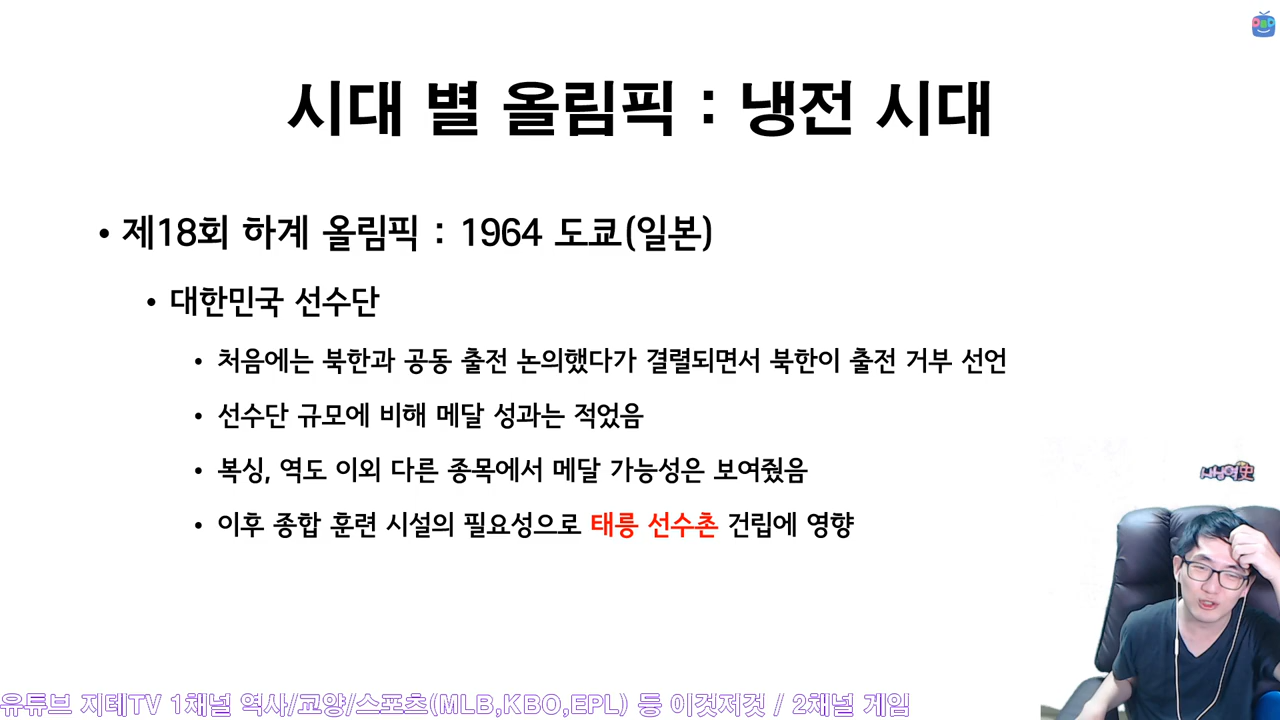 시대 별 올림픽 : 냉전 시대
• 제18회 하계 올림픽 : 1964 도쿄(일본)
• 대한민국 선수단
• 처음에는 북한과 공동 출전 논의했다가 결렬되면서 북한이 출전 거부 선언
• 선수단 규모에 비해 메달 성과는 적었음
• 복싱, 역도 이외 다른 종목에서 메달 가능성은 보여줬음
• 이후 종합 훈련 시설의 필요성으로 태릉 선수촌 건립에 영향
유튜브 지테TV 1채널 역사/교양/스포츠(MLB,KBO,EPL) 등 이것저것 / 2채널 게임